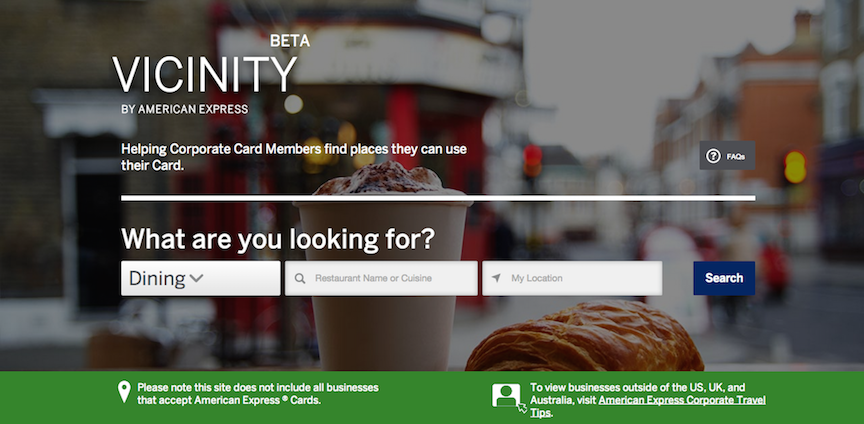 BETA
VICINITY
BY AMERICAN EXPRESS
Helping Corporate Card Members find places they can use
their Card.
FAQs
What are you looking for?
Dining
Restaurant Name or Cuisine
My Location
Search
Please note this site does not include all businesses
that accept American Express ® Cards.
To view businesses outside of the US, UK, and
Australia, visit American Express Corporate Travel
Tips.